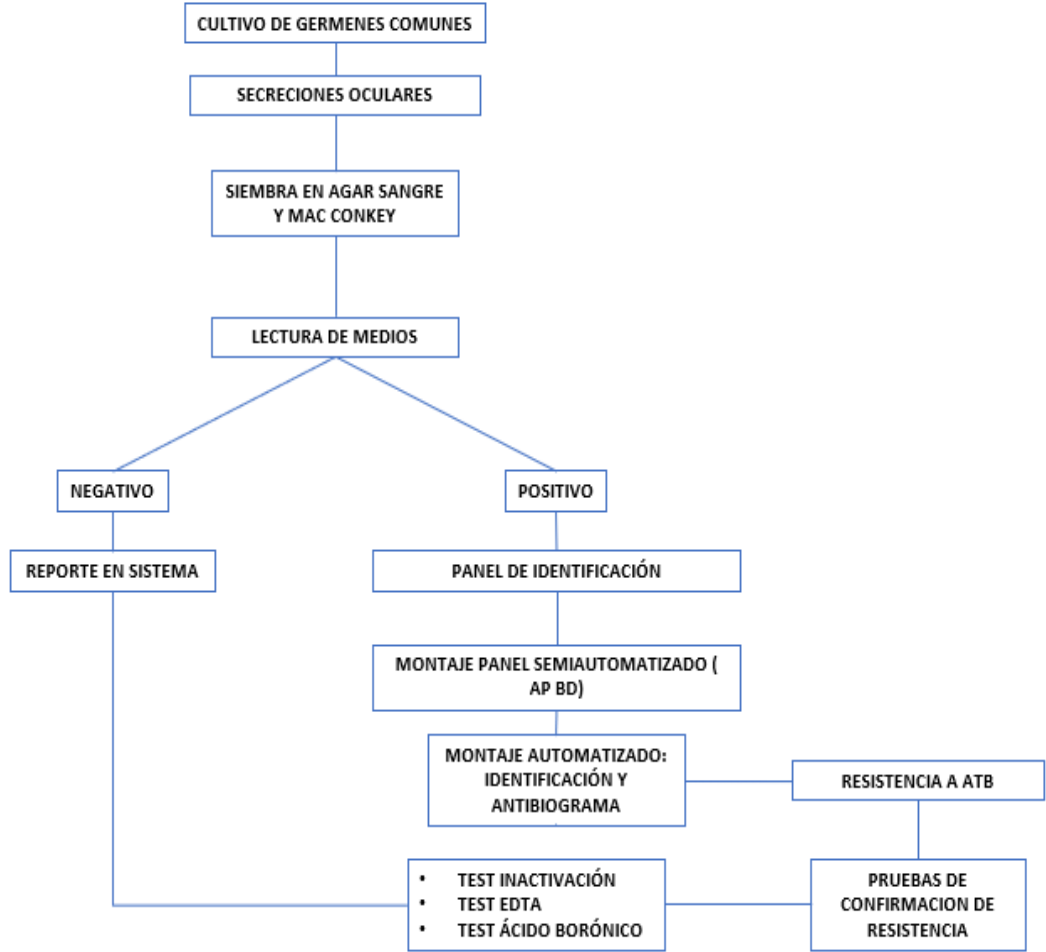 CULTIVO DE GERMENES COMUNES
SECRECIONES OCULARES
SIEMBRA EN AGAR SANGRE
Y MAC CONKEY
LECTURA DE MEDIOS
NEGATIVO
POSITIVO
REPORTE EN SISTEMA
PANEL DE IDENTIFICACIÓN
MONTAJE PANEL SEMIAUTOMATIZADO (
AP BD)
MONTAJE AUTOMATIZADO:
IDENTIFICACIÓN Y
ANTIBIOGRAMA
RESISTENCIA A ATB
• TEST INACTIVACIÓN
• TEST EDTA
• TEST ÁCIDO BORÓNICO
PRUEBAS DE
CONFIRMACION DE
RESISTENCIA